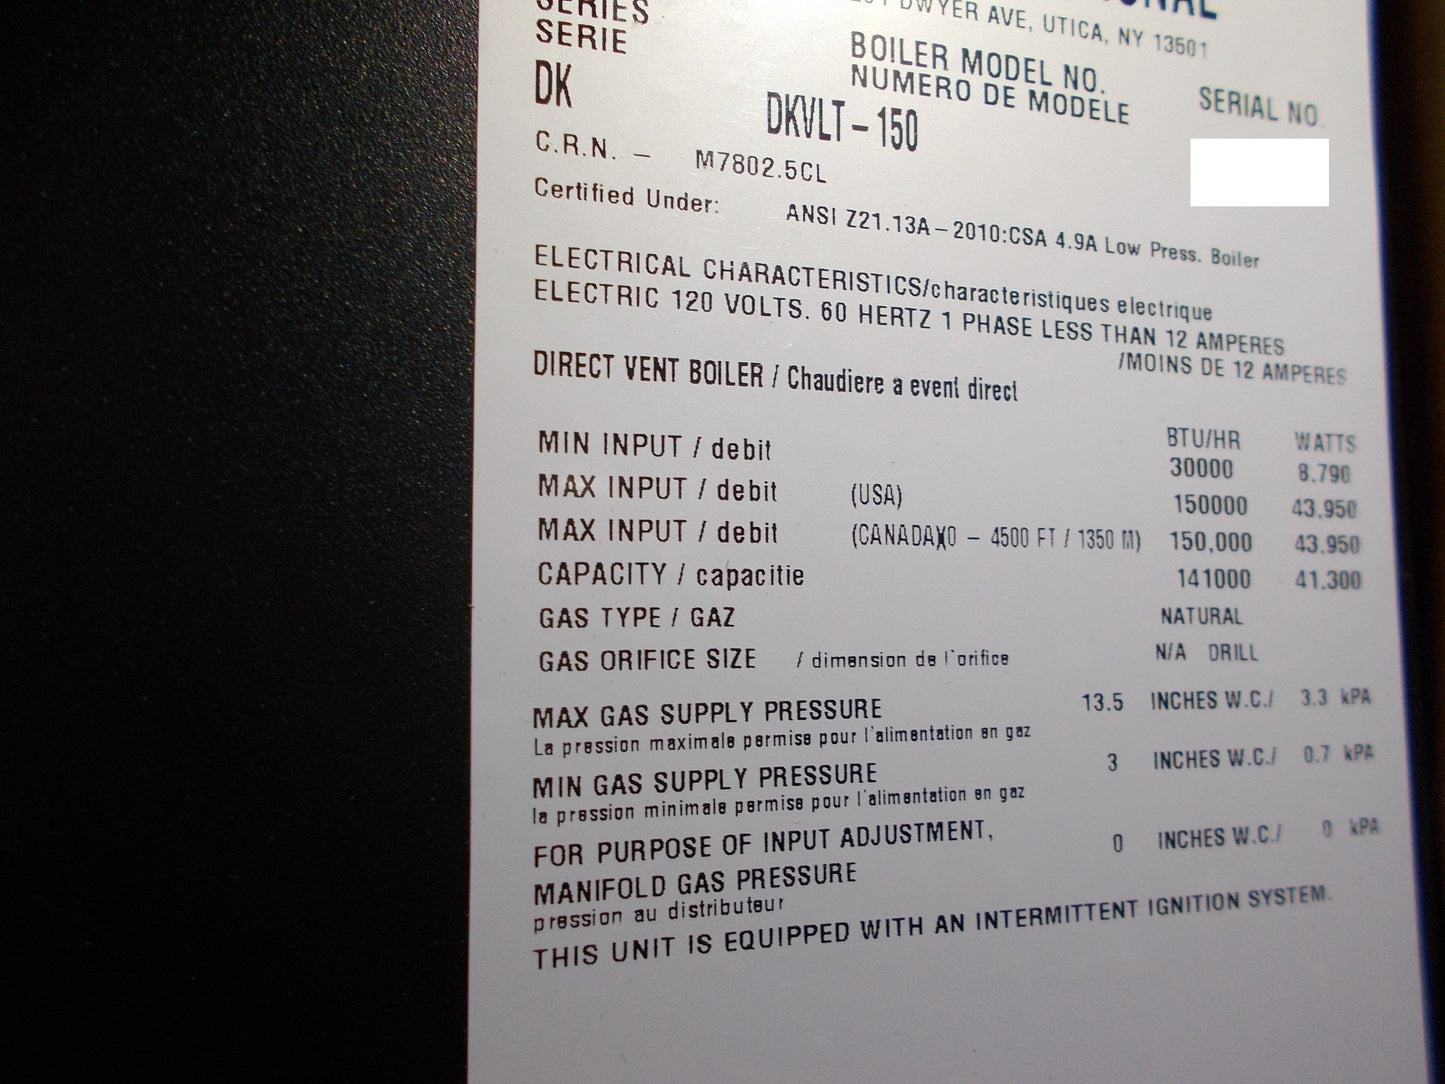 SERIES
SERIE
DWYER AVE, UTICA, NY 13501
BOILER MODEL NO.
NUMERO DE MODELE
SERIAL NO.
DK
DKVLT – 150
C.R.N. – M7802.5CL
Certified Under: ANSI Z21.13A – 2010:CSA 4.9A Low Press. Boiler
ELECTRICAL CHARACTERISTICS/characteristiques electrique
ELECTRIC 120 VOLTS. 60 HERTZ 1 PHASE LESS THAN 12 AMPERES
/MOINS DE 12 AMPERES
DIRECT VENT BOILER / Chaudiere a event direct
BTU/HR WATTS
MIN INPUT / debit 30000 8.790
MAX INPUT / debit (USA) 150000 43.950
MAX INPUT / debit (CANADA)(0 – 4500 FT / 1350 M) 150,000 43.950
CAPACITY / capacitie 141000 41.300
GAS TYPE / GAZ NATURAL
GAS ORIFICE SIZE / dimension de l'orifice N/A DRILL
MAX GAS SUPPLY PRESSURE 13.5 INCHES W.C./ 3.3 kPA
La pression maximale permise pour l'alimentation en gaz
MIN GAS SUPPLY PRESSURE 3 INCHES W.C./ 0.7 kPA
la pression minimale permise pour l'alimentation en gaz
FOR PURPOSE OF INPUT ADJUSTMENT, 0 INCHES W.C./ 0 kPA
MANIFOLD GAS PRESSURE
pression au distributeur
THIS UNIT IS EQUIPPED WITH AN INTERMITTENT IGNITION SYSTEM.